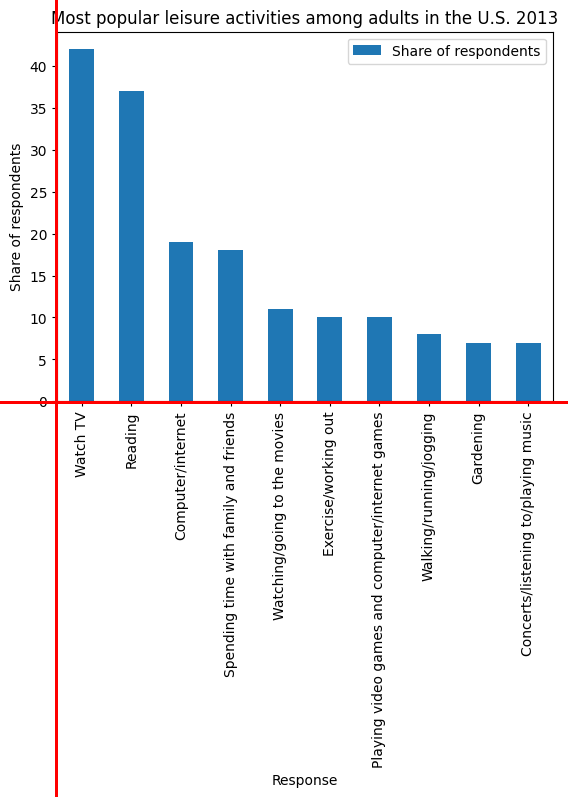 Most popular leisure activities among adults in the U.S. 2013
Share of respondents
Share of respondents
40
35
30
25
20
15
10
5
0
Watch TV
Reading
Computer/internet
Spending time with family and friends
Watching/going to the movies
Exercise/working out
Playing video games and computer/internet games
Walking/running/jogging
Gardening
Concerts/listening to/playing music
Response